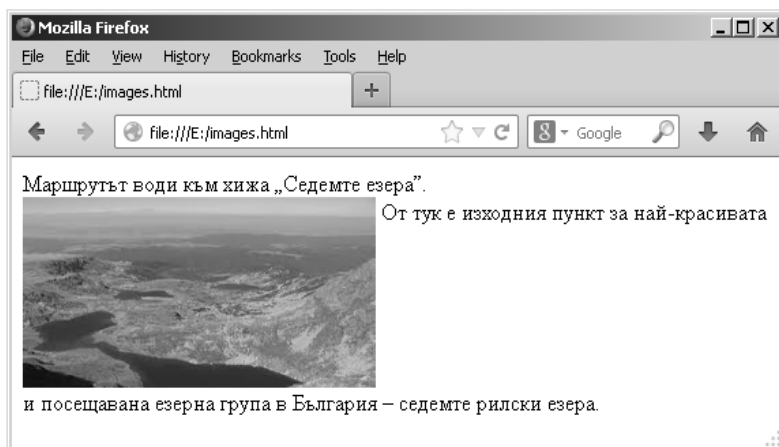 Mozilla Firefox
File Edit View History Bookmarks Tools Help
file:///E:/images.html
file:///E:/images.html
8 Google
Маршрутът води към хижа „Седемте езера”.
От тук е изходния пункт за най-красивата
и посещавана езерна група в България – седемте рилски езера.